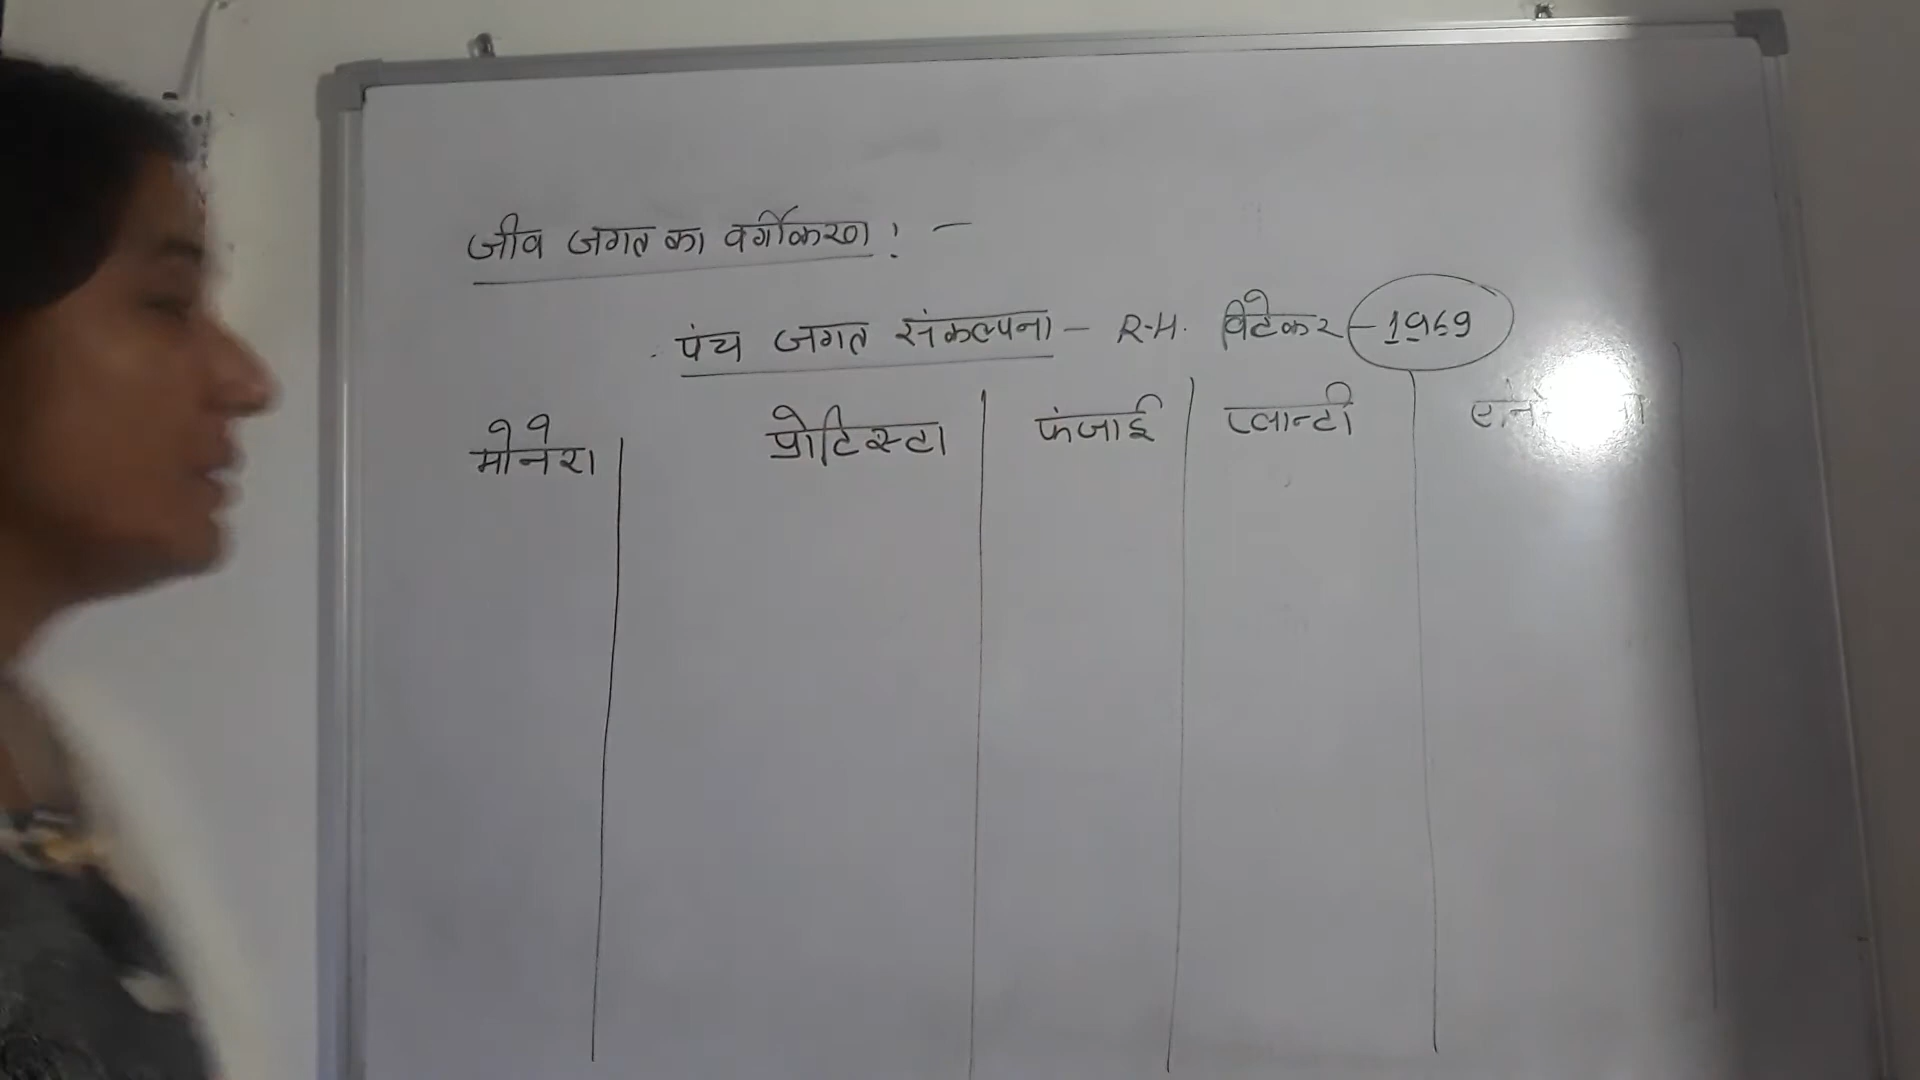 जीव जगत का वर्गीकरण : –
पंच जगत संकल्पना – R.H. विटेकर – 1969
मोनेरा प्रोटिस्टा फंजाई प्लान्टी